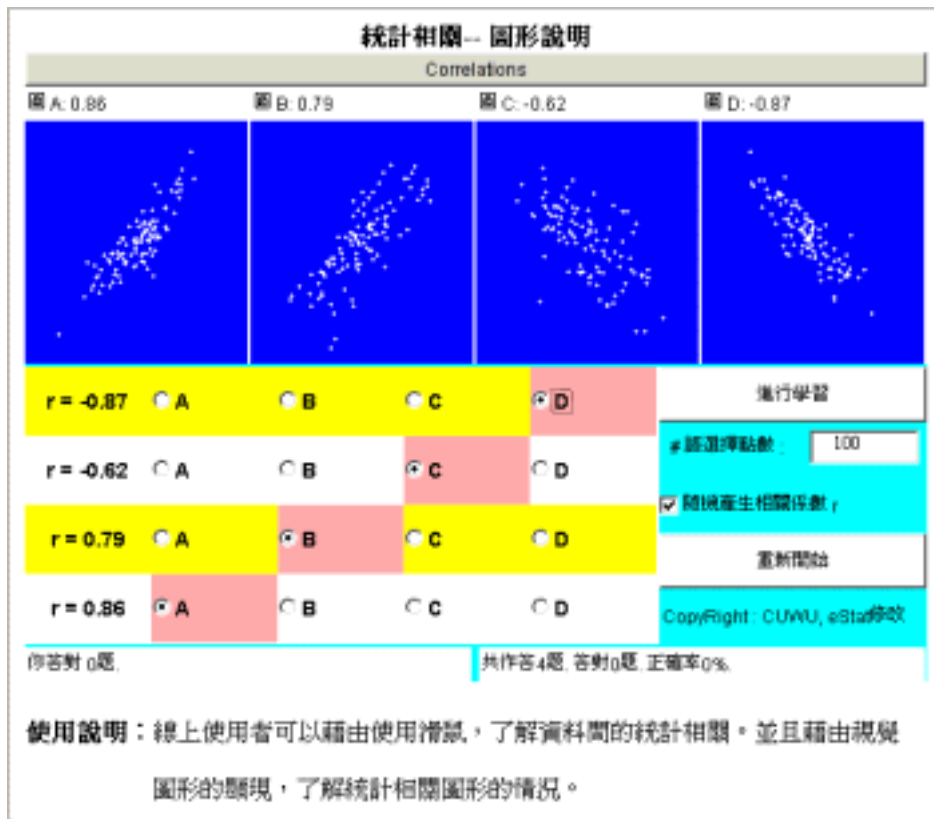 統計相關-- 圖形說明
Correlations
圖 A: 0.86 圖 B: 0.79 圖 C: -0.62 圖 D: -0.87
r = -0.87 A B C D
進行學習
# 請選擇點數 : 100
r = -0.62 A B C D
隨機產生相關係數 r
r = 0.79 A B C D
重新開始
r = 0.86 A B C D
CopyRight : CUWU, eStat修改
你答對 0題.
共作答4題. 答對0題. 正確率0%.
使用說明：線上使用者可以藉由使用滑鼠，了解資料間的統計相關。並且藉由視覺
圖形的顯現，了解統計相關圖形的情況。